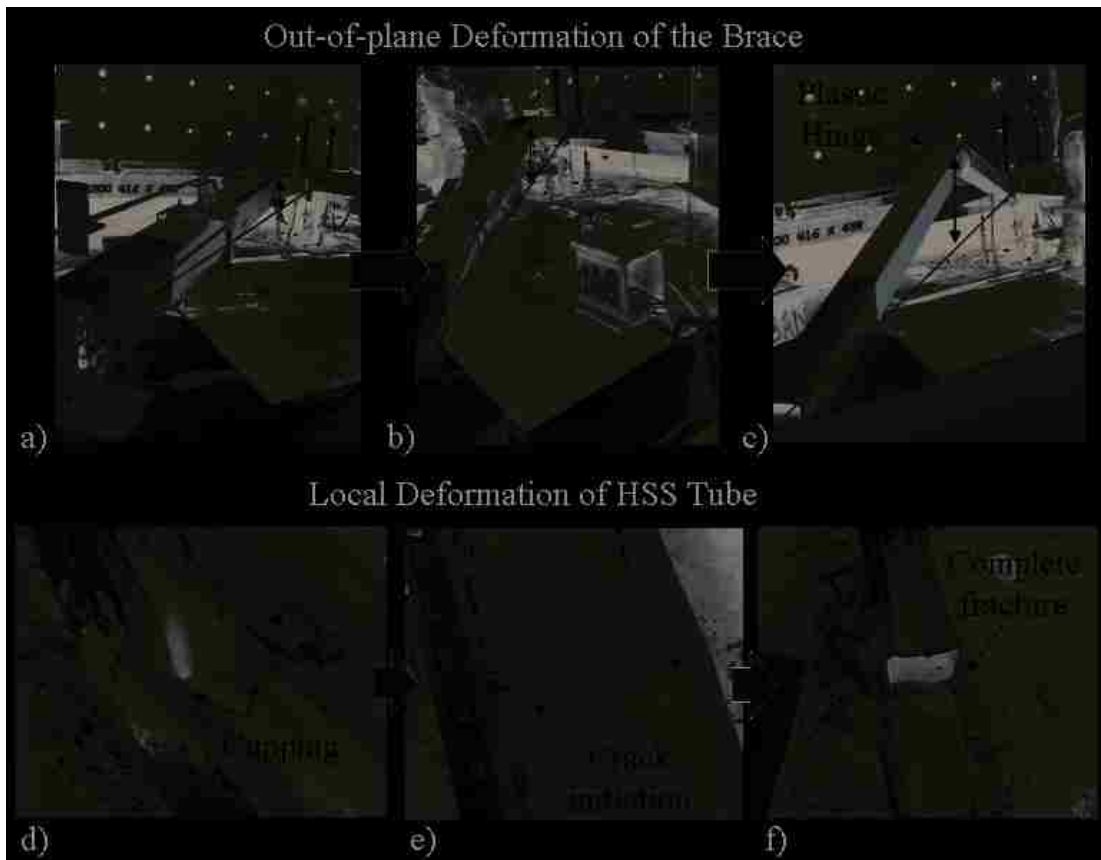 Out-of-plane Deformation of the Brace
Plastic
Hinge
a)
b)
c)
Local Deformation of HSS Tube
Complete
fracture
Cupping
Crack
initiation
d)
e)
f)